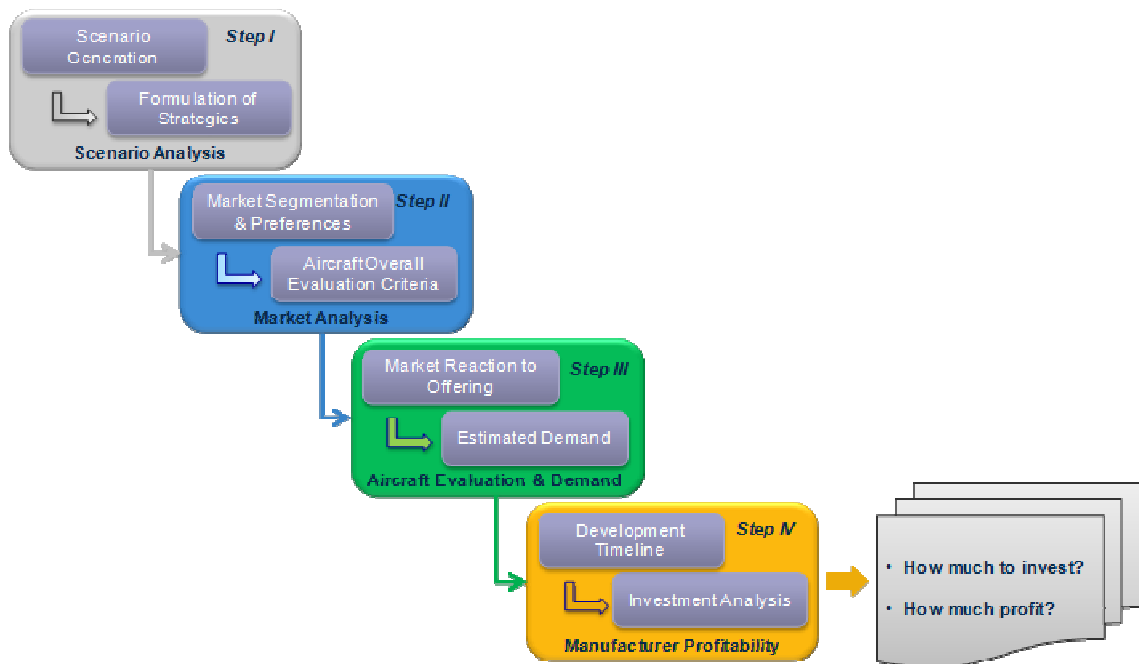 Scenario
Generation
Step I
Formulation of
Strategies
Scenario Analysis
Market Segmentation
& Preferences
Step II
Aircraft Overall
Evaluation Criteria
Market Analysis
Market Reaction to
Offering
Step III
Estimated Demand
Aircraft Evaluation & Demand
Development
Timeline
Step IV
Investment Analysis
Manufacturer Profitability
• How much to invest?
• How much profit?